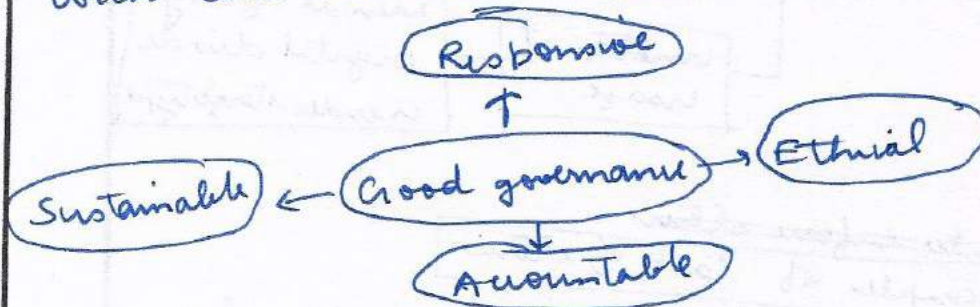 Responsive
Ethical
Good governance
Sustainable
Accountable